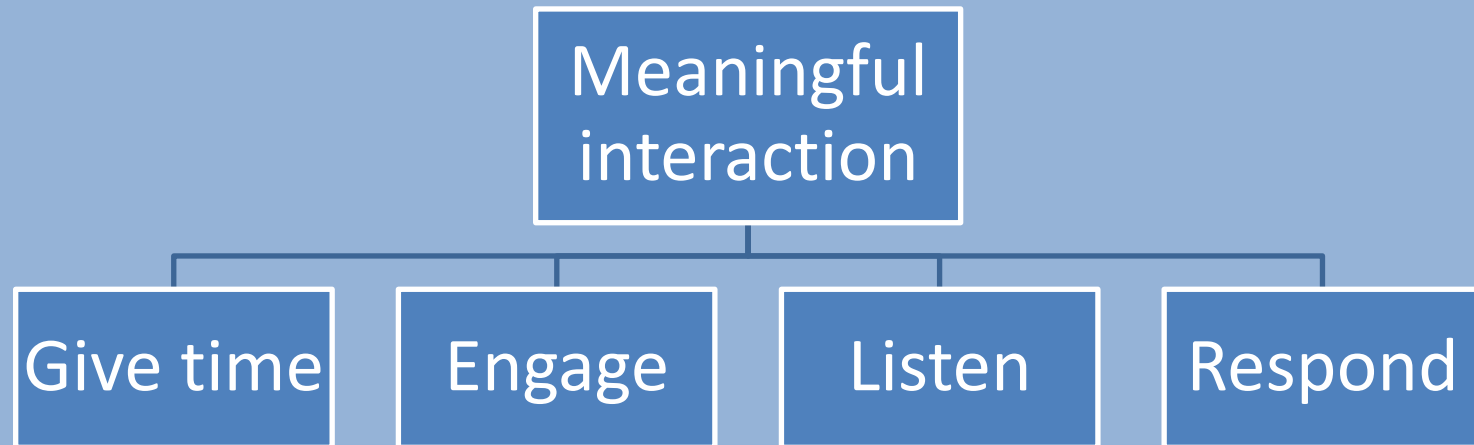 Meaningful
interaction
Give time
Engage
Listen
Respond